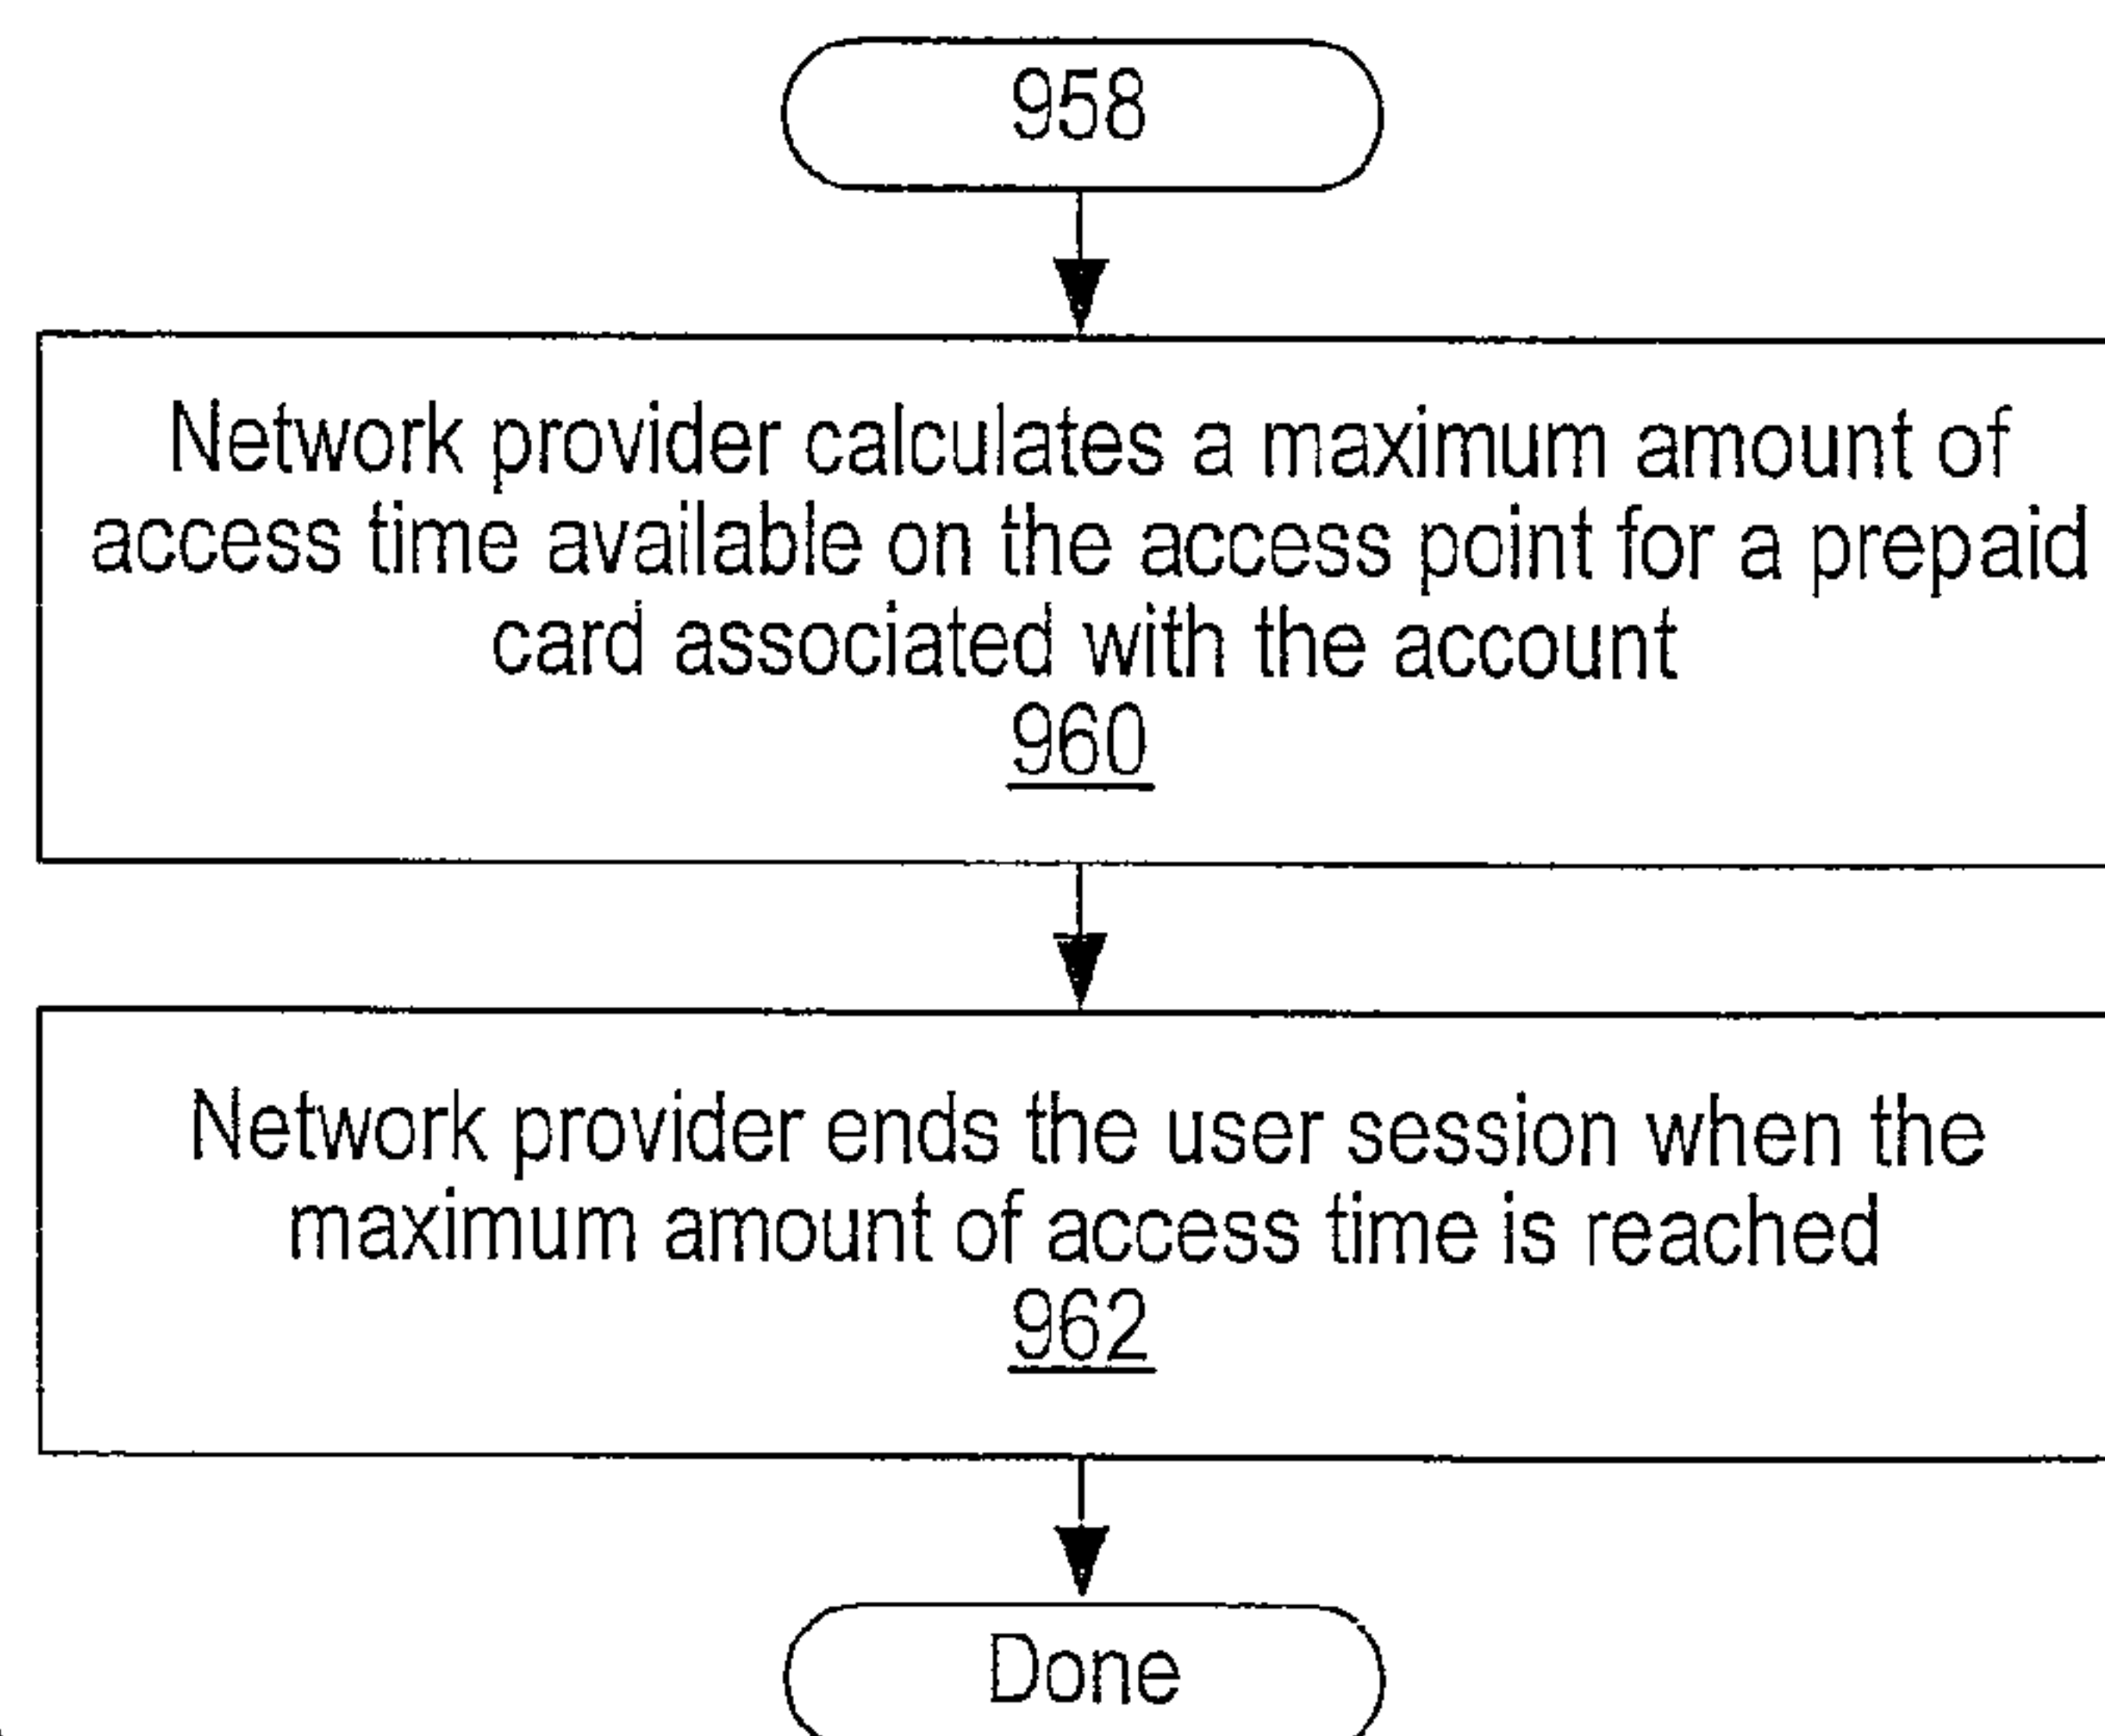 958
Network provider calculates a maximum amount of
access time available on the access point for a prepaid
card associated with the account
960
Network provider ends the user session when the
maximum amount of access time is reached
962
Done